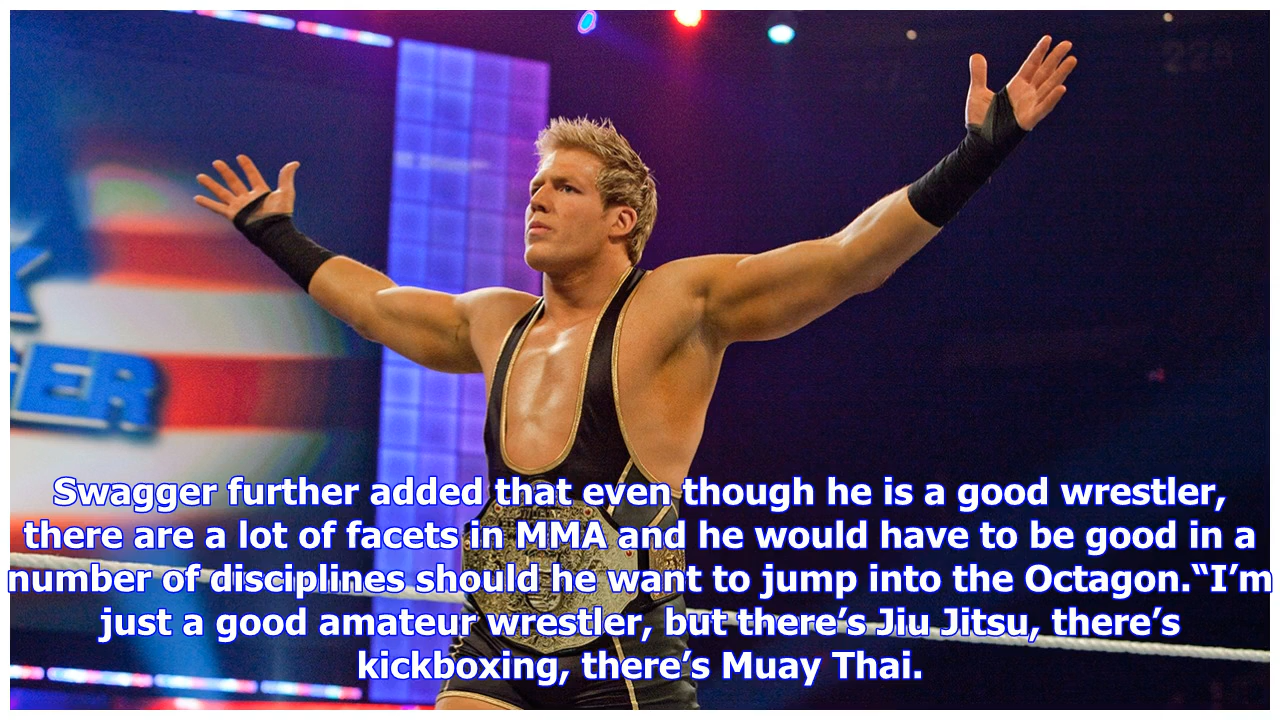 228
K
GER
Swagger further added that even though he is a good wrestler,
there are a lot of facets in MMA and he would have to be good in a
number of disciplines should he want to jump into the Octagon.“I’m
just a good amateur wrestler, but there’s Jiu Jitsu, there’s
kickboxing, there’s Muay Thai.